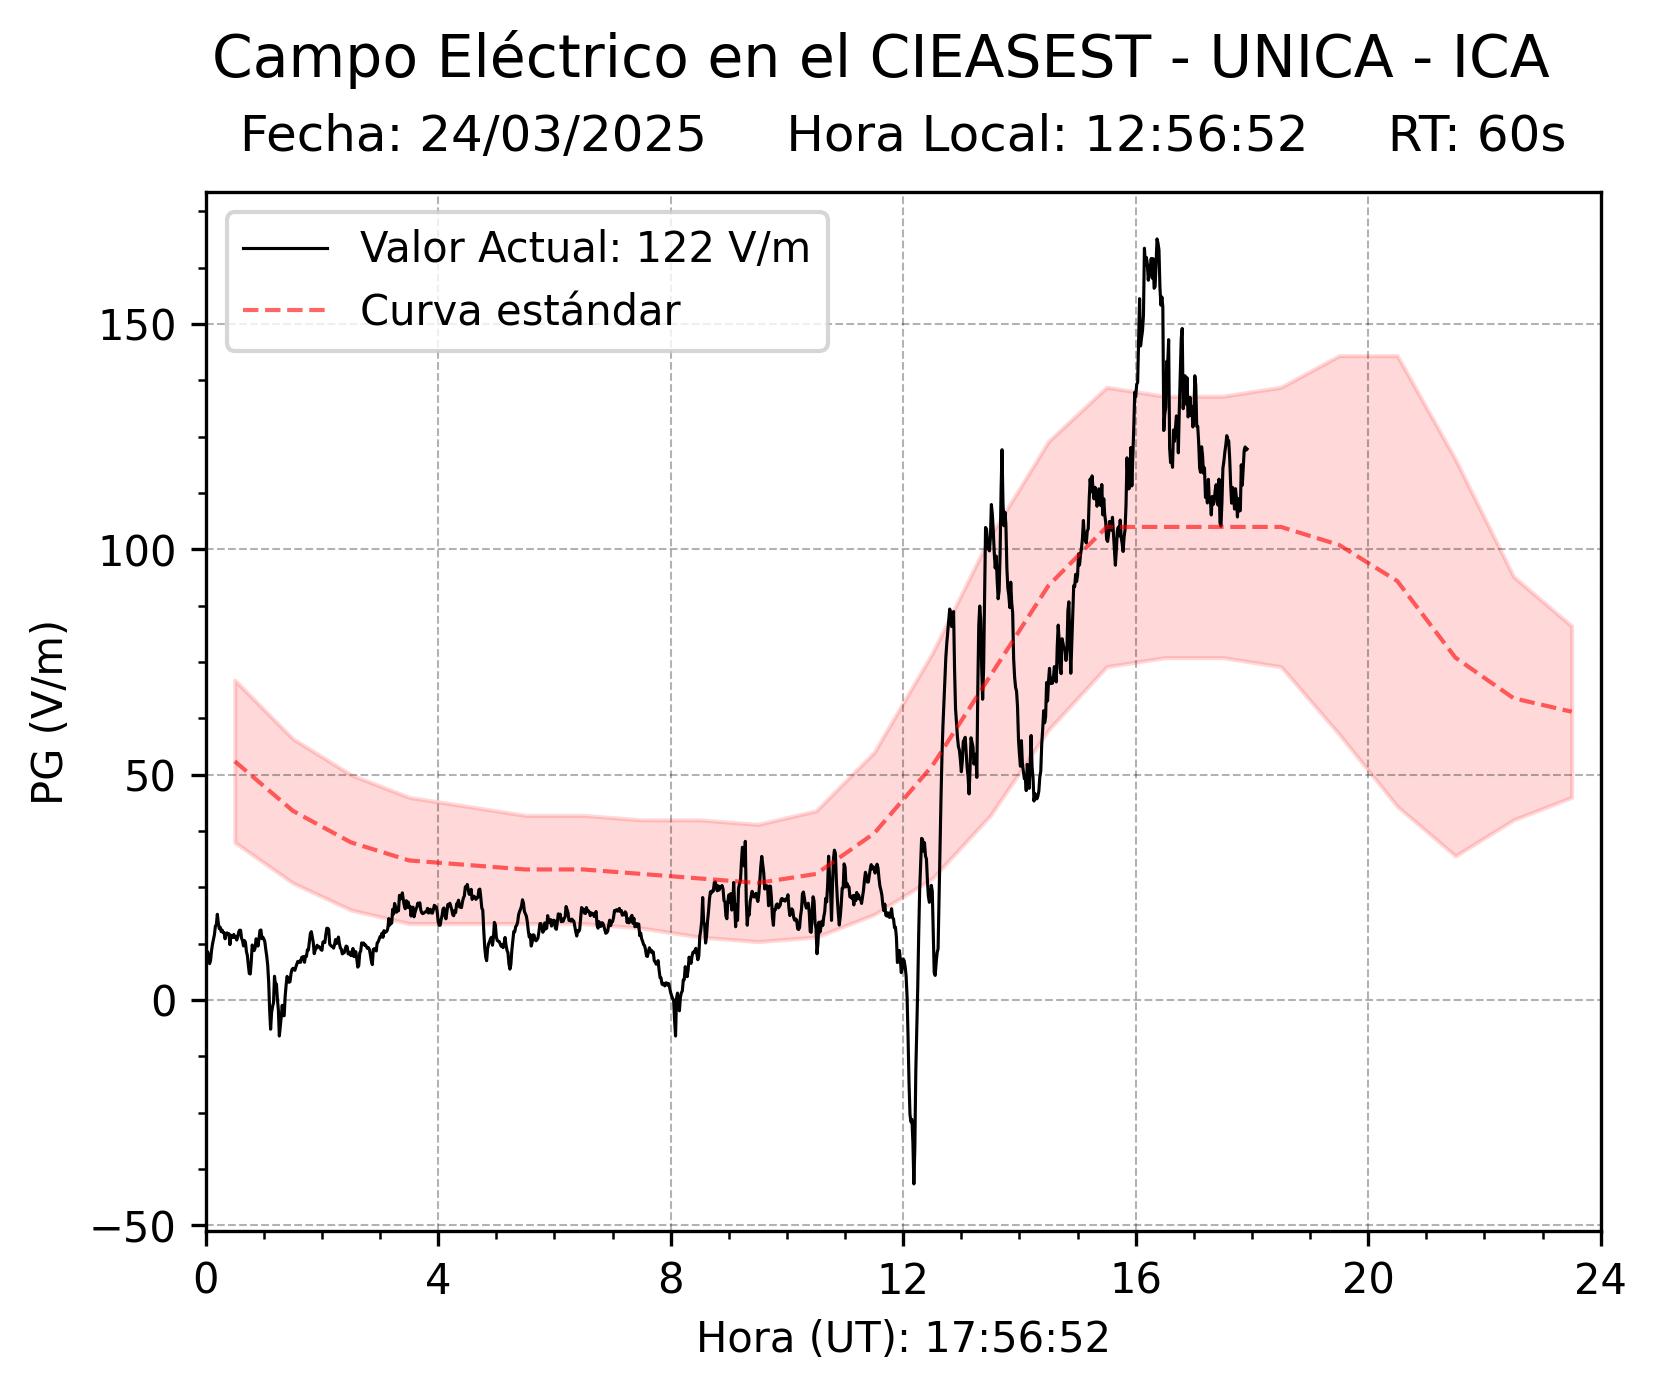 Campo Eléctrico en el CIEASEST - UNICA - ICA
Fecha: 24/03/2025 Hora Local: 12:56:52 RT: 60s
Valor Actual: 122 V/m
Curva estándar
PG (V/m)
150
100
50
0
−50
0 4 8 12 16 20 24
Hora (UT): 17:56:52